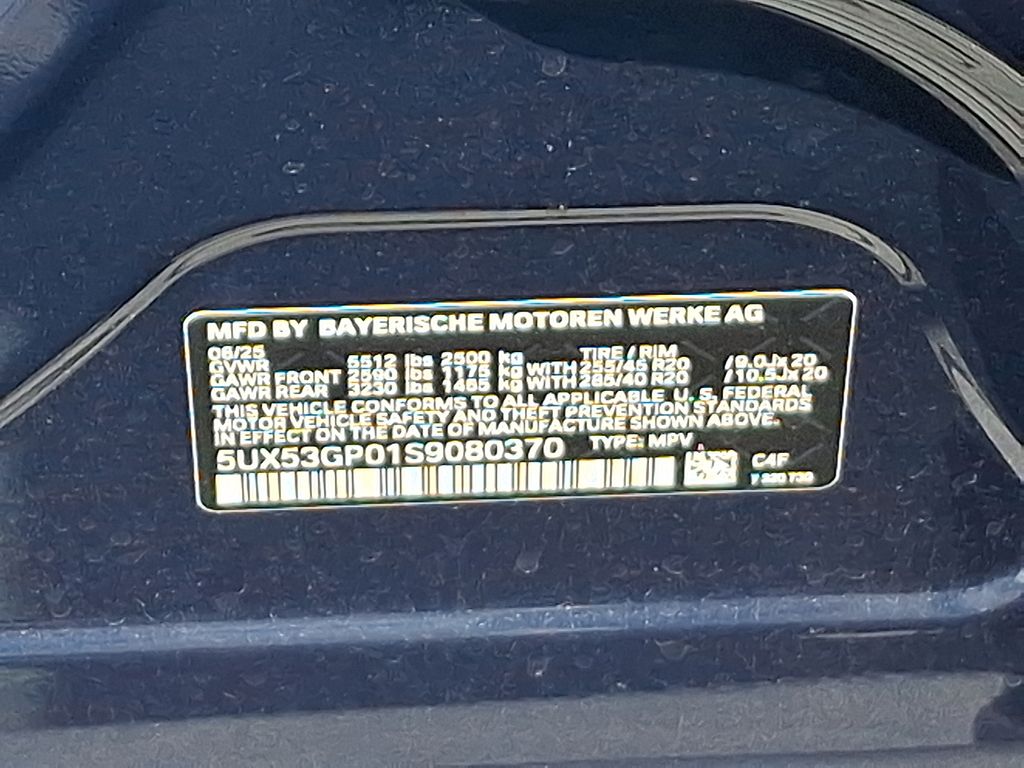 MFD BY BAYERISCHE MOTOREN WERKE AG
06/25 TIRE / RIM
GVWR 5512 lbs 2500 kg
GAWR FRONT 2590 lbs 1175 kg WITH 255/45 R20 / 9.0Jx20
GAWR REAR 3230 lbs 1465 kg WITH 285/40 R20 / 10.5Jx20
THIS VEHICLE CONFORMS TO ALL APPLICABLE U. S. FEDERAL
MOTOR VEHICLE SAFETY AND THEFT PREVENTION STANDARDS
IN EFFECT ON THE DATE OF MANUFACTURE SHOWN ABOVE.
5UX53GP01S9080370 TYPE: MPV
C4F